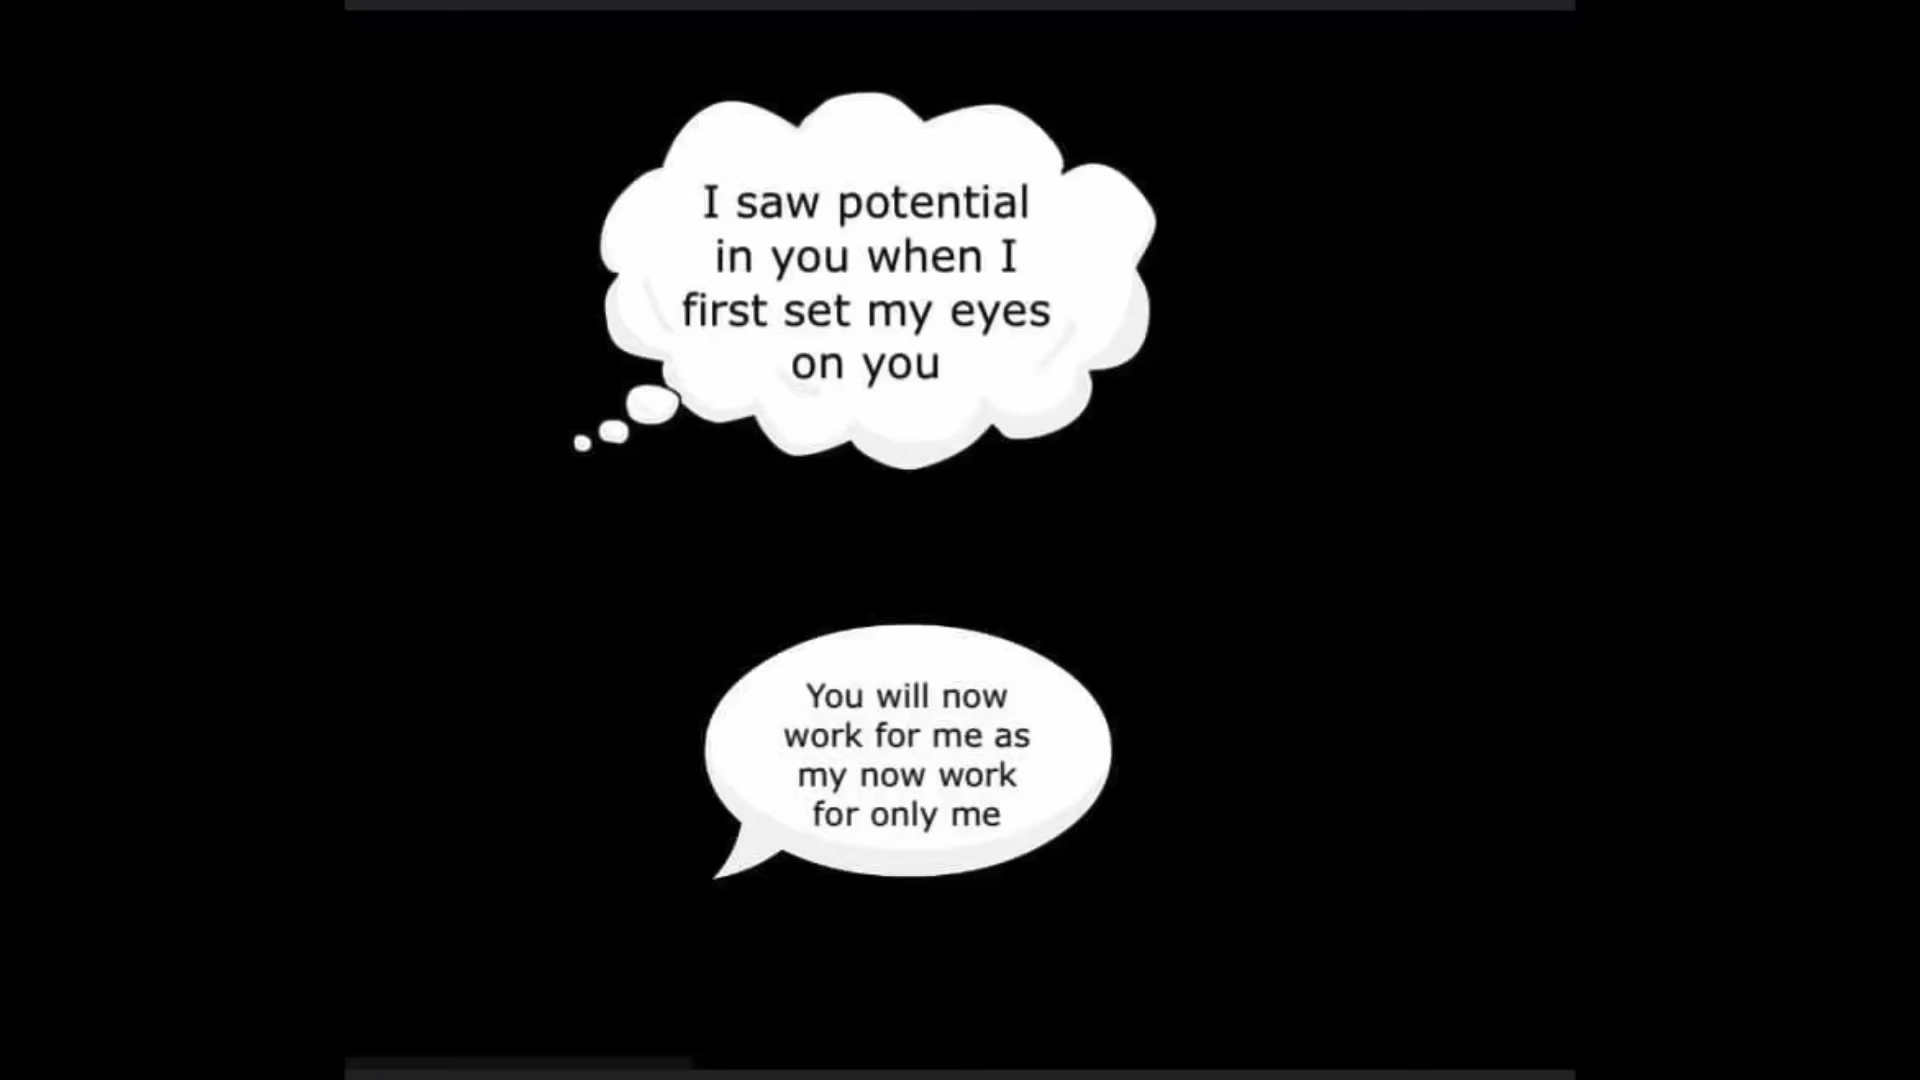 I saw potential
in you when I
first set my eyes
on you
You will now
work for me as
my now work
for only me